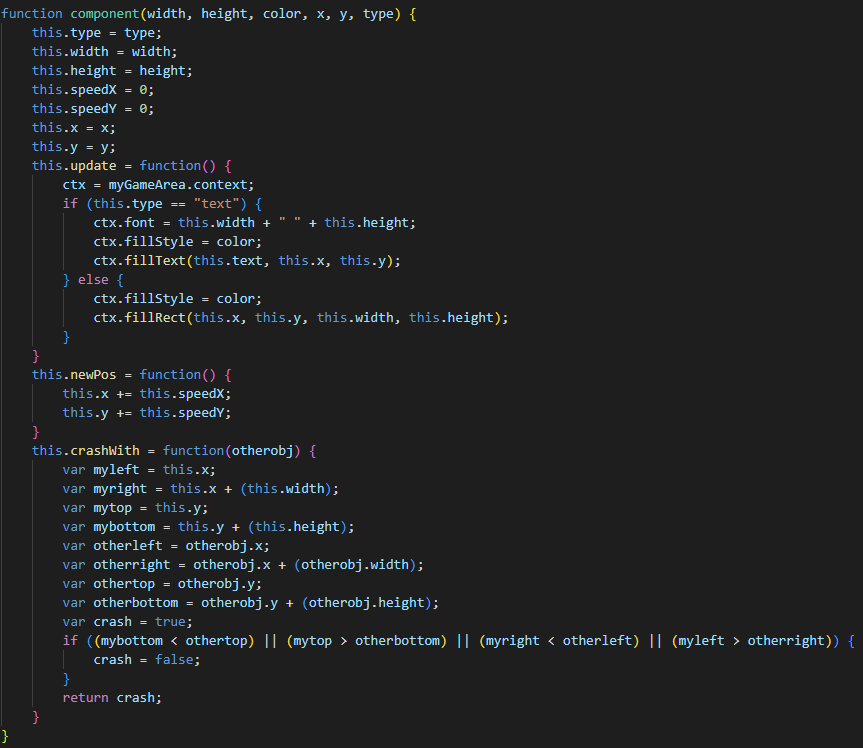 function component(width, height, color, x, y, type) {
    this.type = type;
    this.width = width;
    this.height = height;
    this.speedX = 0;
    this.speedY = 0;
    this.x = x;
    this.y = y;
    this.update = function() {
        ctx = myGameArea.context;
        if (this.type == "text") {
            ctx.font = this.width + " " + this.height;
            ctx.fillStyle = color;
            ctx.fillText(this.text, this.x, this.y);
        } else {
            ctx.fillStyle = color;
            ctx.fillRect(this.x, this.y, this.width, this.height);
        }
    }
    this.newPos = function() {
        this.x += this.speedX;
        this.y += this.speedY;
    }
    this.crashWith = function(otherobj) {
        var myleft = this.x;
        var myright = this.x + (this.width);
        var mytop = this.y;
        var mybottom = this.y + (this.height);
        var otherleft = otherobj.x;
        var otherright = otherobj.x + (otherobj.width);
        var othertop = otherobj.y;
        var otherbottom = otherobj.y + (otherobj.height);
        var crash = true;
        if ((mybottom < othertop) || (mytop > otherbottom) || (myright < otherleft) || (myleft > otherright)) {
            crash = false;
        }
        return crash;
    }
}